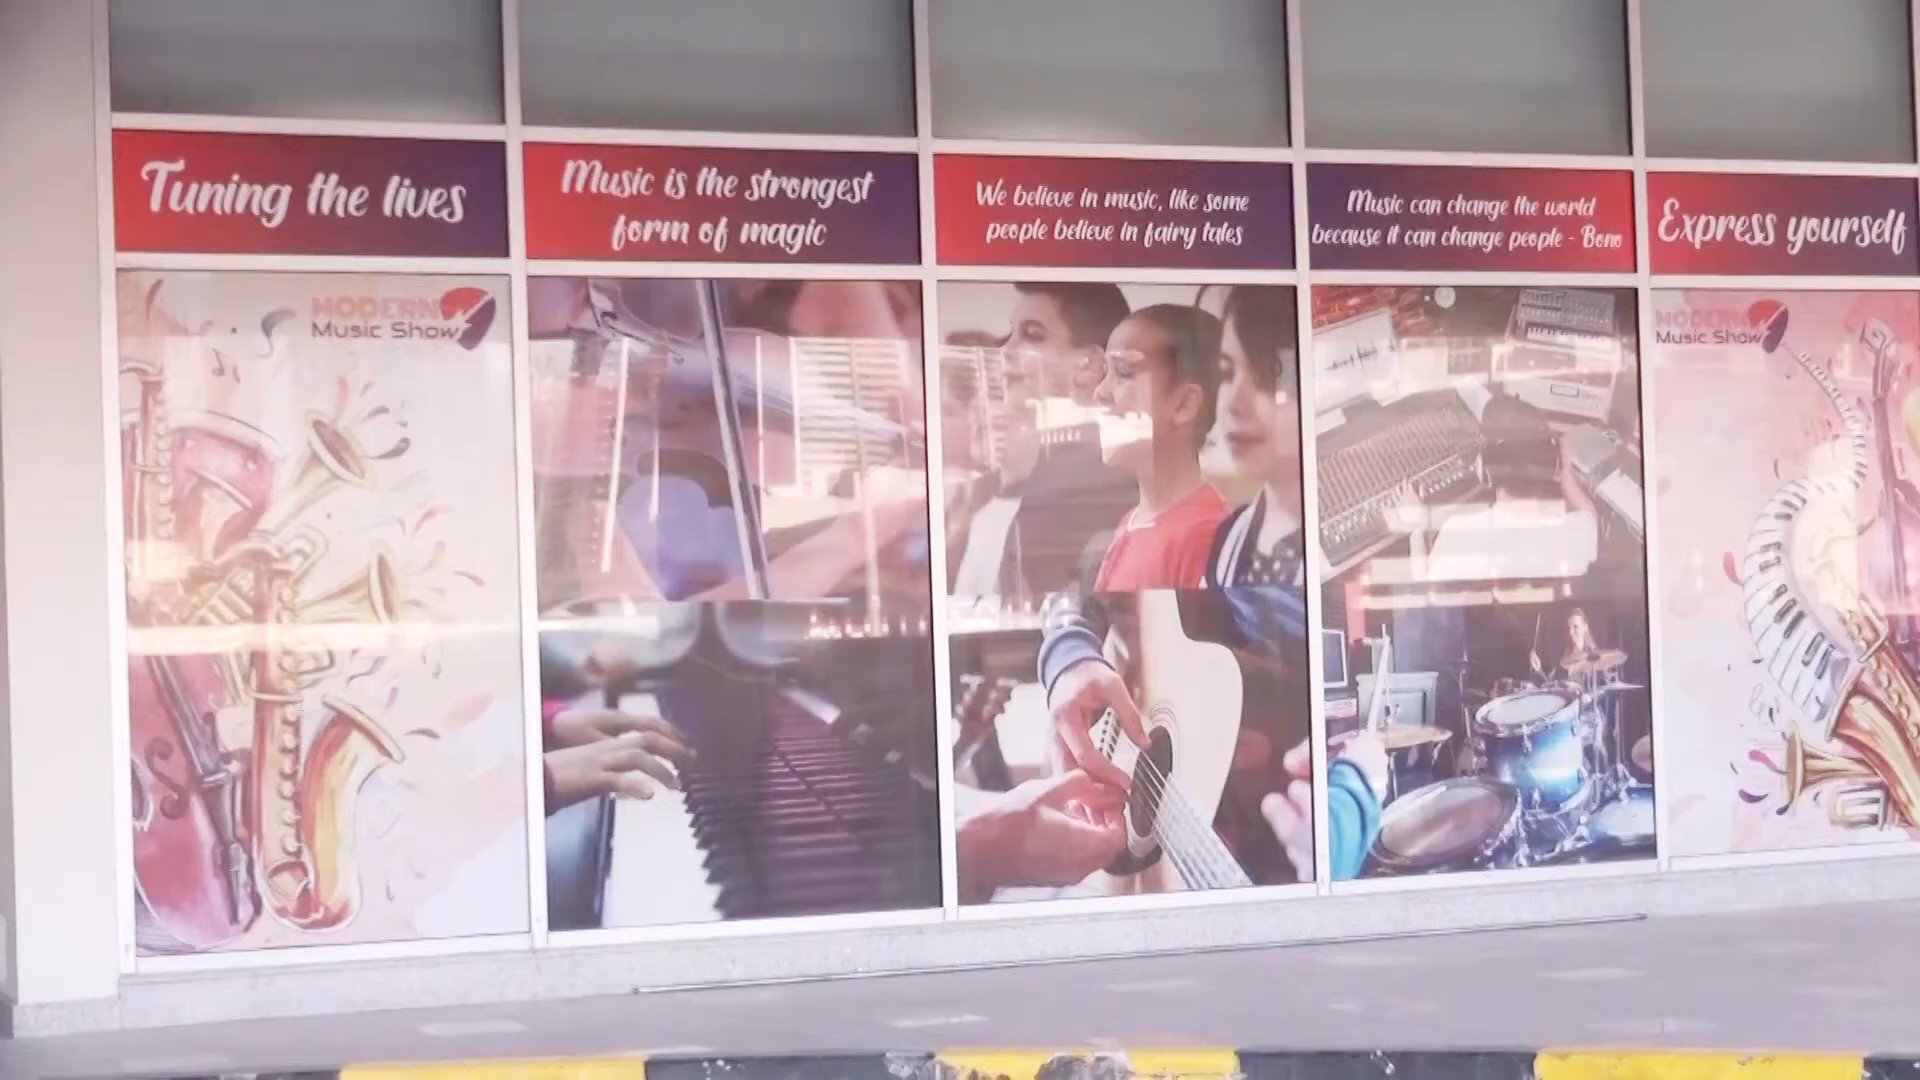 Tuning the lives
Music is the strongest
form of magic
We believe in music, like some
people believe in fairy tales
Music can change the world
because it can change people - Bono
Express yourself
MODERN
Music Show
MODERN
Music Show